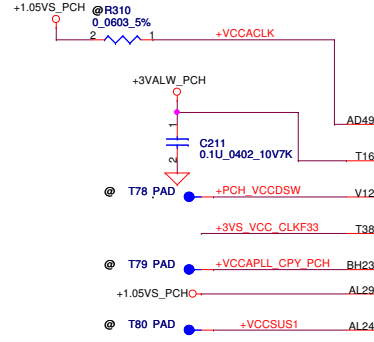 +1.05VS_PCH
@R310
0_0603_5%
2
1
+VCCACLK
+3VALW_PCH
AD49
1
C211
0.1U_0402_10V7K
2
T16
@ T78 PAD
+PCH_VCCDSW
V12
+3VS_VCC_CLKF33
T38
@ T79 PAD
+VCCAPLL_CPY_PCH
BH23
+1.05VS_PCH
AL29
@ T80 PAD
+VCCSUS1
AL24